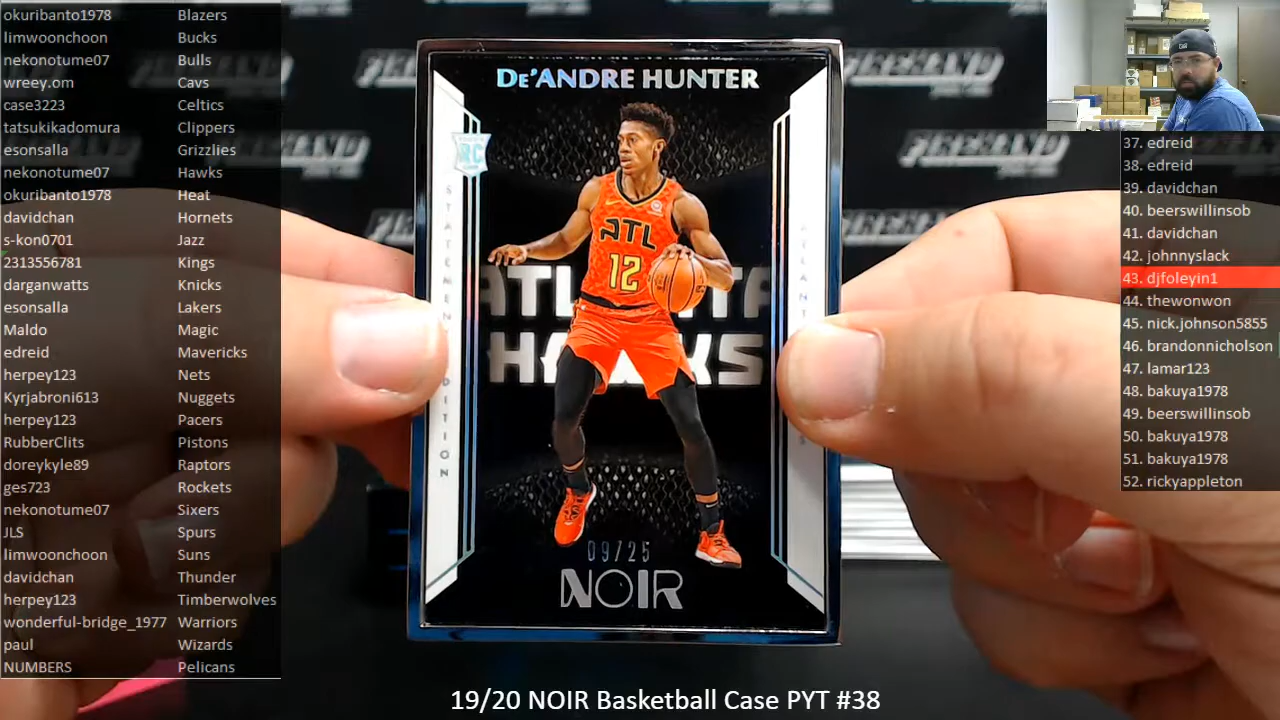 okuribanto1978 Blazers
limwoonchoon Bucks
nekonotume07 Bulls
wreey.om Cavs
case3223 Celtics
tatsukikadomura Clippers
esonsalla Grizzlies
nekonotume07 Hawks
okuribanto1978 Heat
davidchan Hornets
s-kon0701 Jazz
2313556781 Kings
darganwatts Knicks
esonsalla Lakers
Maldo Magic
edreid Mavericks
herpey123 Nets
Kyrjabroni613 Nuggets
herpey123 Pacers
RubberClits Pistons
doreykyle89 Raptors
ges723 Rockets
nekonotume07 Sixers
JLS Spurs
limwoonchoon Suns
davidchan Thunder
herpey123 Timberwolves
wonderful-bridge_1977 Warriors
paul Wizards
NUMBERS Pelicans
DE'ANDRE HUNTER
RC
STATEMEN
DITION
ATL
12
HAWKS
09/25
NOIR
37. edreid
38. edreid
39. davidchan
40. beerswillinsob
41. davidchan
42. johnnyslack
43. djfoleyin1
44. thewonwon
45. nick.johnson5855
46. brandonnicholson
47. lamar123
48. bakuya1978
49. beerswillinsob
50. bakuya1978
51. bakuya1978
52. rickyappleton
19/20 NOIR Basketball Case PYT #38